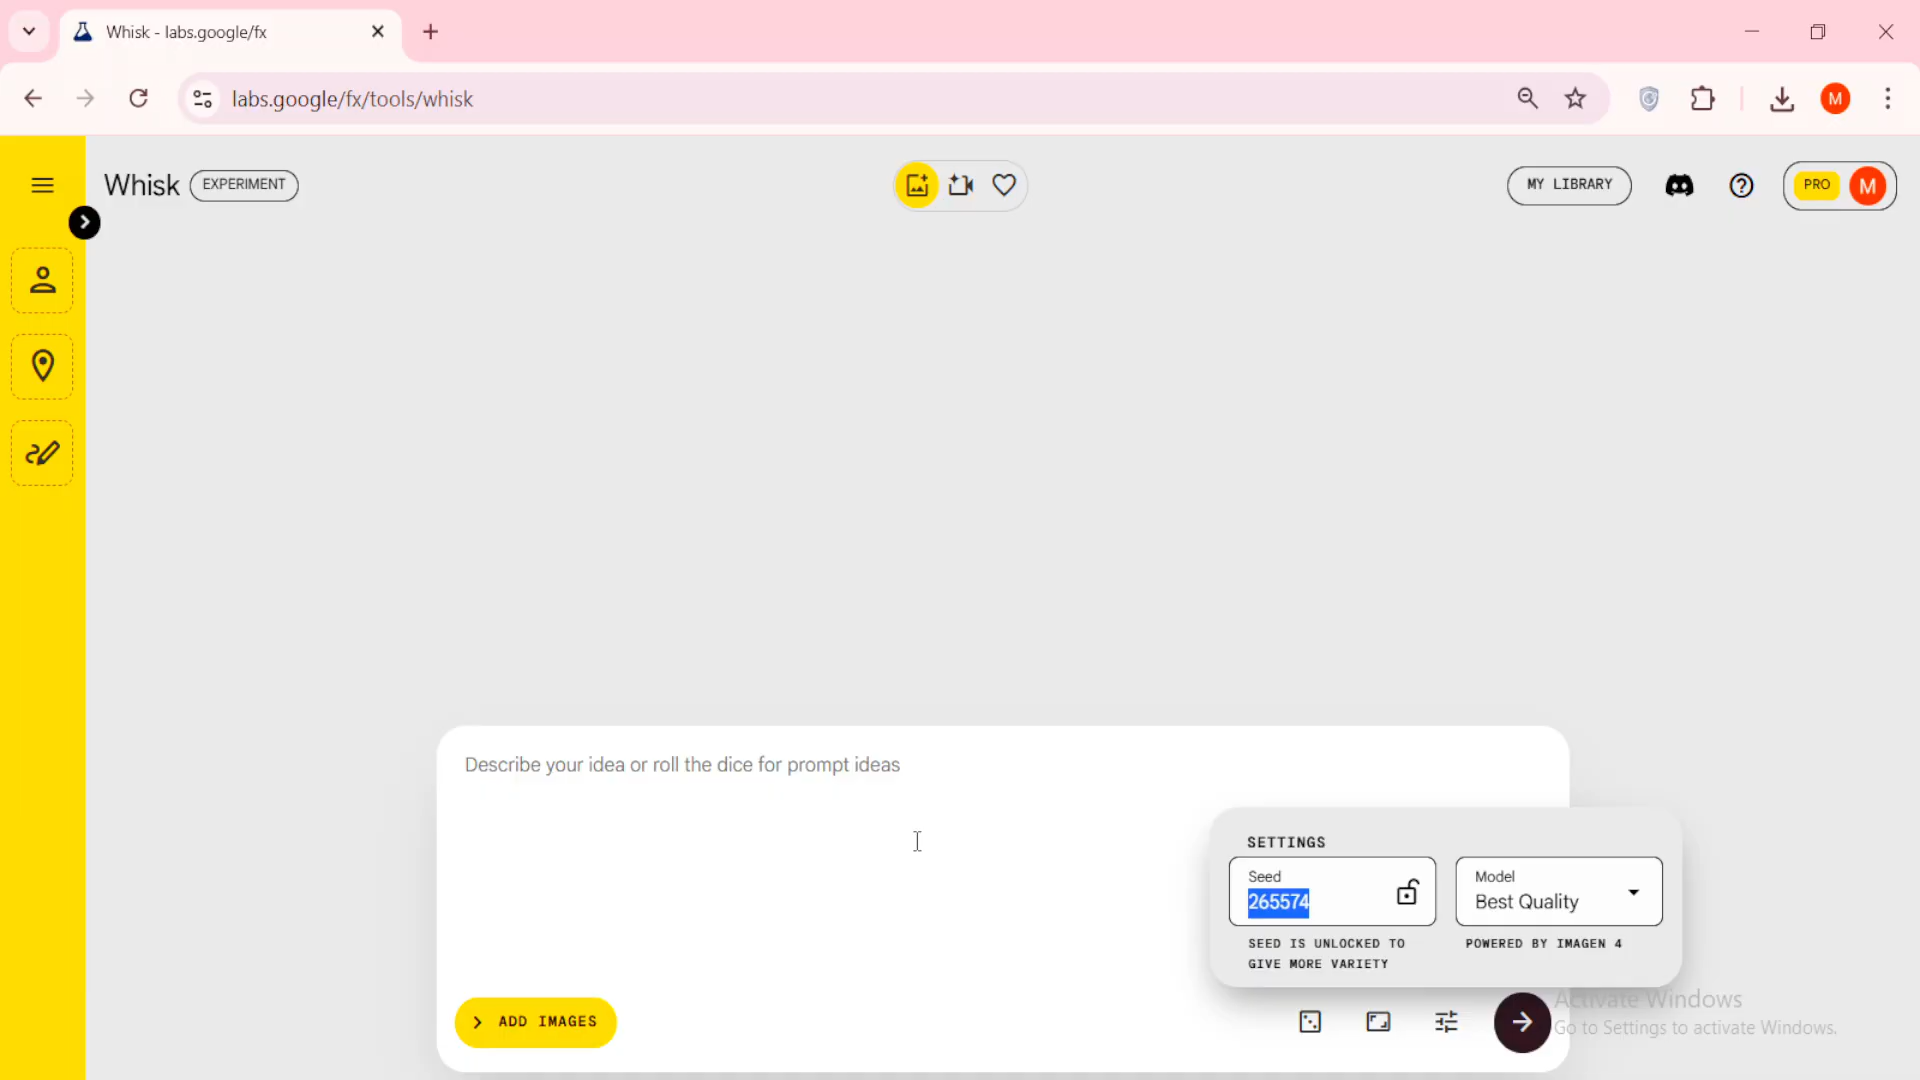 Whisk - labs.google/fx
labs.google/fx/tools/whisk
M
Whisk EXPERIMENT
MY LIBRARY
PRO M
Describe your idea or roll the dice for prompt ideas
SETTINGS
Seed
265574
Model
Best Quality
SEED IS UNLOCKED TO
GIVE MORE VARIETY
POWERED BY IMAGEN 4
ADD IMAGES
Activate Windows
Go to Settings to activate Windows.